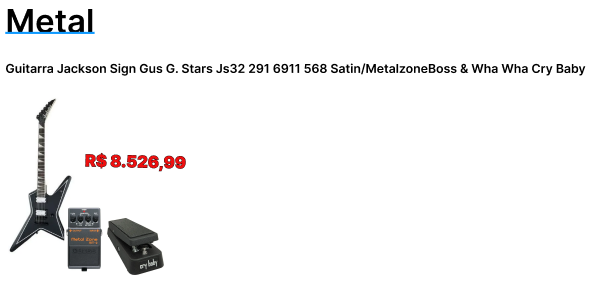 Metal
Guitarra Jackson Sign Gus G. Stars Js32 291 6911 568 Satin/MetalzoneBoss & Wha Wha Cry Baby
R$ 8.526,99
Metal Zone
cry baby